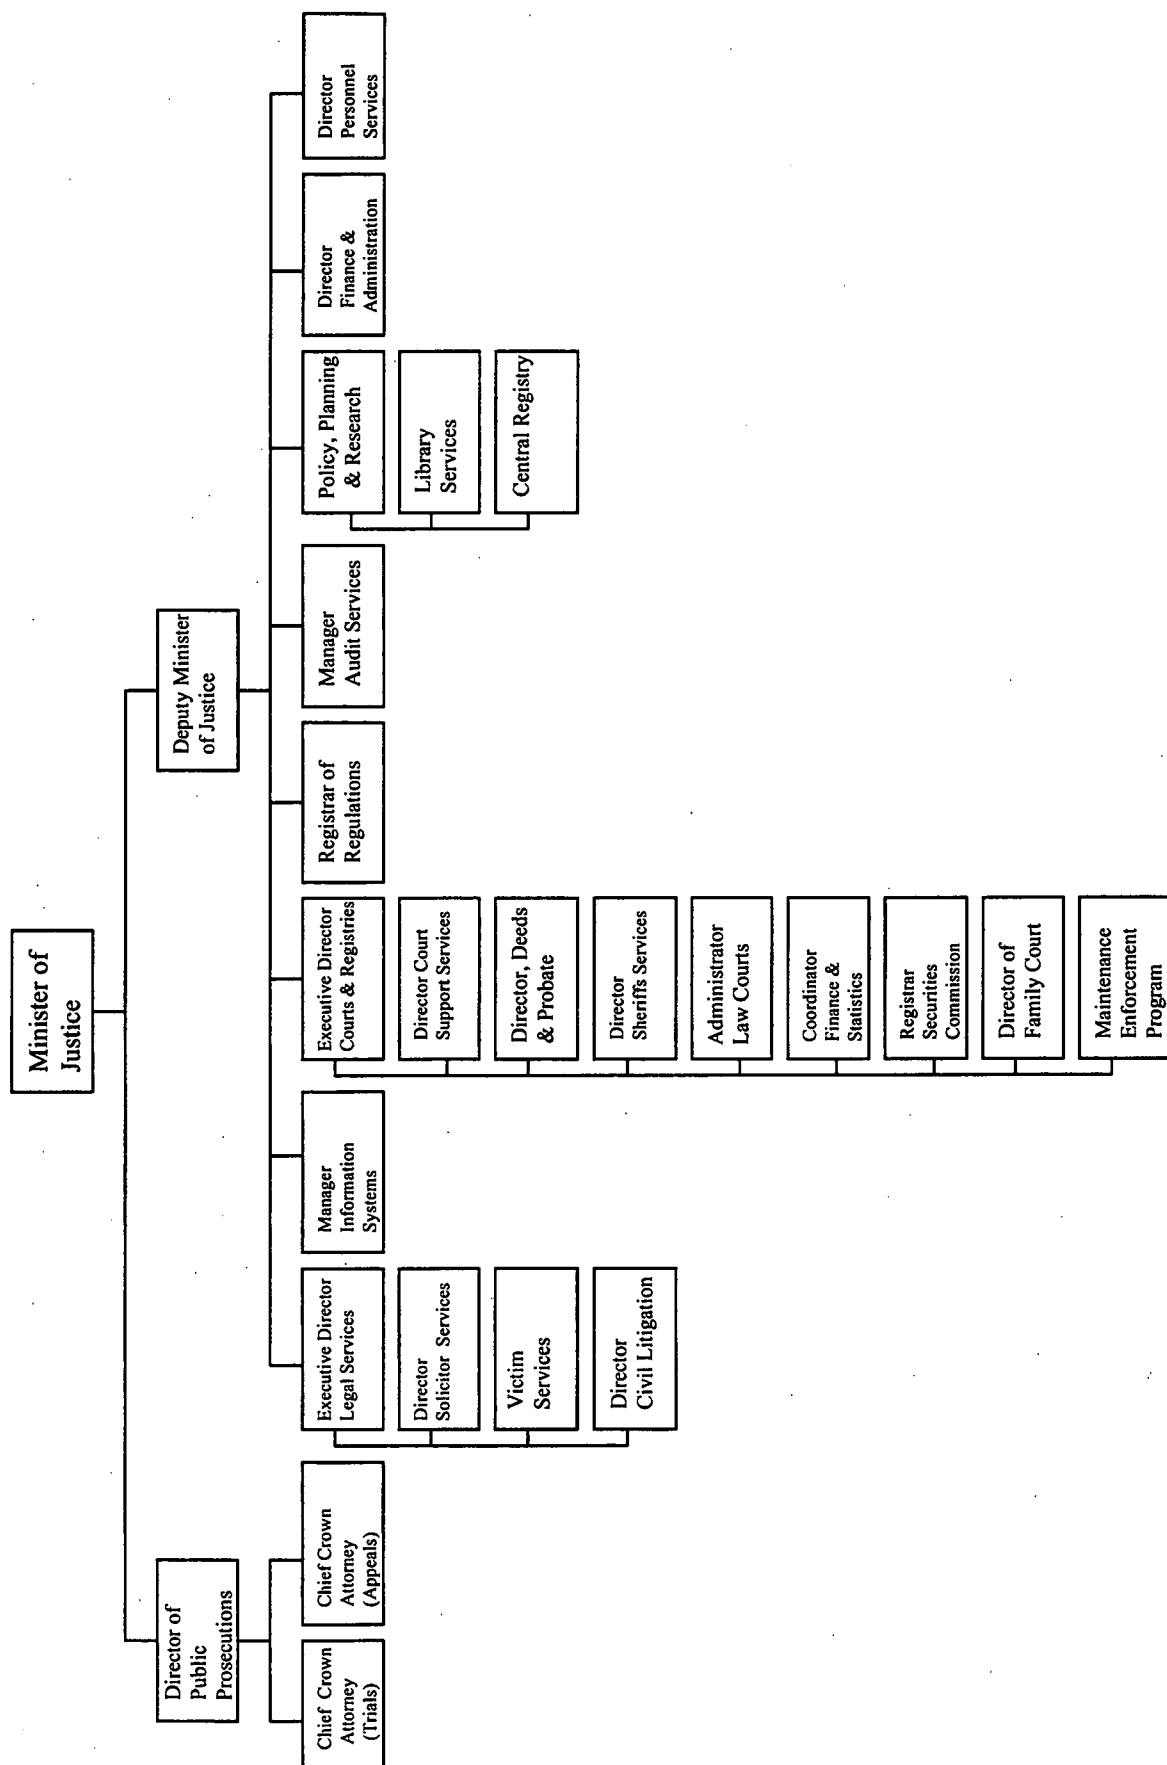 Minister of
Justice
Director of
Public
Prosecutions
Deputy Minister
of Justice
Chief Crown
Attorney
(Trials)
Chief Crown
Attorney
(Appeals)
Executive Director
Legal Services
Director
Solicitor Services
Victim
Services
Director
Civil Litigation
Manager
Information
Systems
Executive Director
Courts & Registries
Director Court
Support Services
Director, Deeds
& Probate
Director
Sheriffs Services
Administrator
Law Courts
Coordinator
Finance &
Statistics
Registrar
Securities
Commission
Director of
Family Court
Maintenance
Enforcement
Program
Registrar of
Regulations
Manager
Audit Services
Policy, Planning
& Research
Library
Services
Central Registry
Director
Finance &
Administration
Director
Personnel
Services